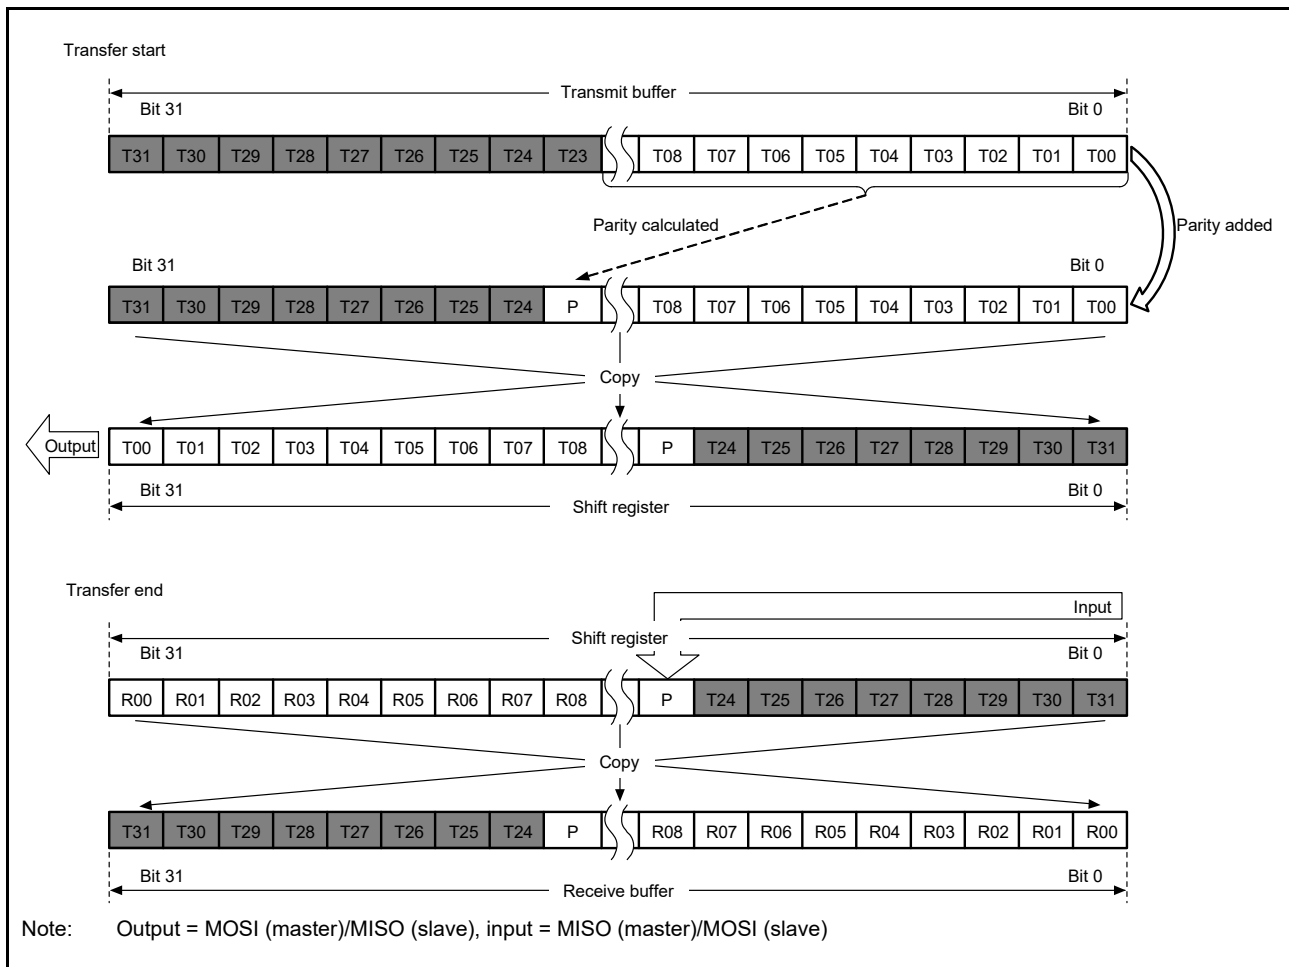 Transfer start
Transmit buffer
Bit 31 Bit 0
T31 T30 T29 T28 T27 T26 T25 T24 T23 T08 T07 T06 T05 T04 T03 T02 T01 T00
Parity calculated Parity added
Bit 31 Bit 0
T31 T30 T29 T28 T27 T26 T25 T24 P T08 T07 T06 T05 T04 T03 T02 T01 T00
Copy
Output T00 T01 T02 T03 T04 T05 T06 T07 T08 P T24 T25 T26 T27 T28 T29 T30 T31
Bit 31 Bit 0
Shift register
Transfer end
Input
Shift register
Bit 31 Bit 0
R00 R01 R02 R03 R04 R05 R06 R07 R08 P T24 T25 T26 T27 T28 T29 T30 T31
Copy
T31 T30 T29 T28 T27 T26 T25 T24 P R08 R07 R06 R05 R04 R03 R02 R01 R00
Bit 31 Bit 0
Receive buffer
Note: Output = MOSI (master)/MISO (slave), input = MISO (master)/MOSI (slave)